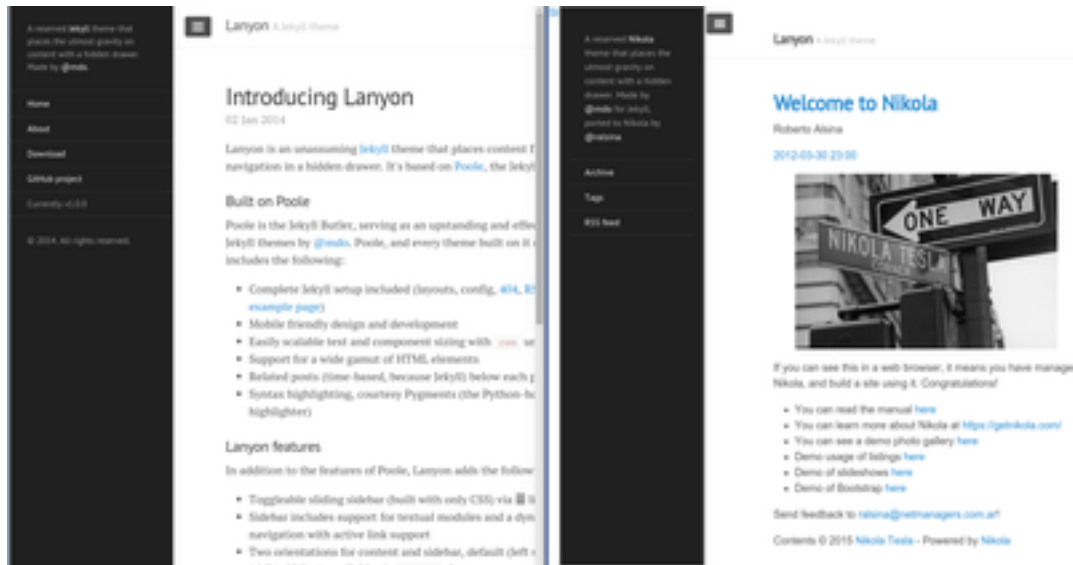 A reserved Jekyll theme that
places the utmost gravity on
content with a hidden drawer.
Made by @mdo.
Home
About
Download
GitHub project
Currently v1.0.0
© 2014. All rights reserved.
Lanyon A Jekyll theme
Introducing Lanyon
02 Jan 2014
Lanyon is an unassuming Jekyll theme that places content f
navigation in a hidden drawer. It's based on Poole, the Jekyl
Built on Poole
Poole is the Jekyll Butler, serving as an upstanding and effec
Jekyll themes by @mdo. Poole, and every theme built on it
includes the following:
Complete Jekyll setup included (layouts, config, 404, RS
example page)
Mobile friendly design and development
Easily scalable text and component sizing with rem
Support for a wide gamut of HTML elements
Related posts (time-based, because Jekyll) below each p
Syntax highlighting, courtesy Pygments (the Python-b
highlighter)
Lanyon features
In addition to the features of Poole, Lanyon adds the follow
Toggleable sliding sidebar (built with only CSS) via
Sidebar includes support for textual modules and a dyn
navigation with active link support
Two orientations for content and sidebar, default (left
A reserved Nikola
theme that places the
utmost gravity on
content with a hidden
drawer. Made by
@mdo for Jekyll,
ported to Nikola by
@ralsina
Archive
Tags
RSS feed
Lanyon A Jekyll theme
Welcome to Nikola
Roberto Alsina
2012-03-30 23:00
ONE WAY
NIKOLA TESLA
CORNER
If you can see this in a web browser, it means you have manage
Nikola, and build a site using it. Congratulations!
You can read the manual here
You can learn more about Nikola at https://getnikola.com/
You can see a demo photo gallery here
Demo usage of listings here
Demo of slideshows here
Demo of Bootstrap here
Send feedback to ralsina@netmanagers.com.ar!
Contents © 2015 Nikola Tesla - Powered by Nikola